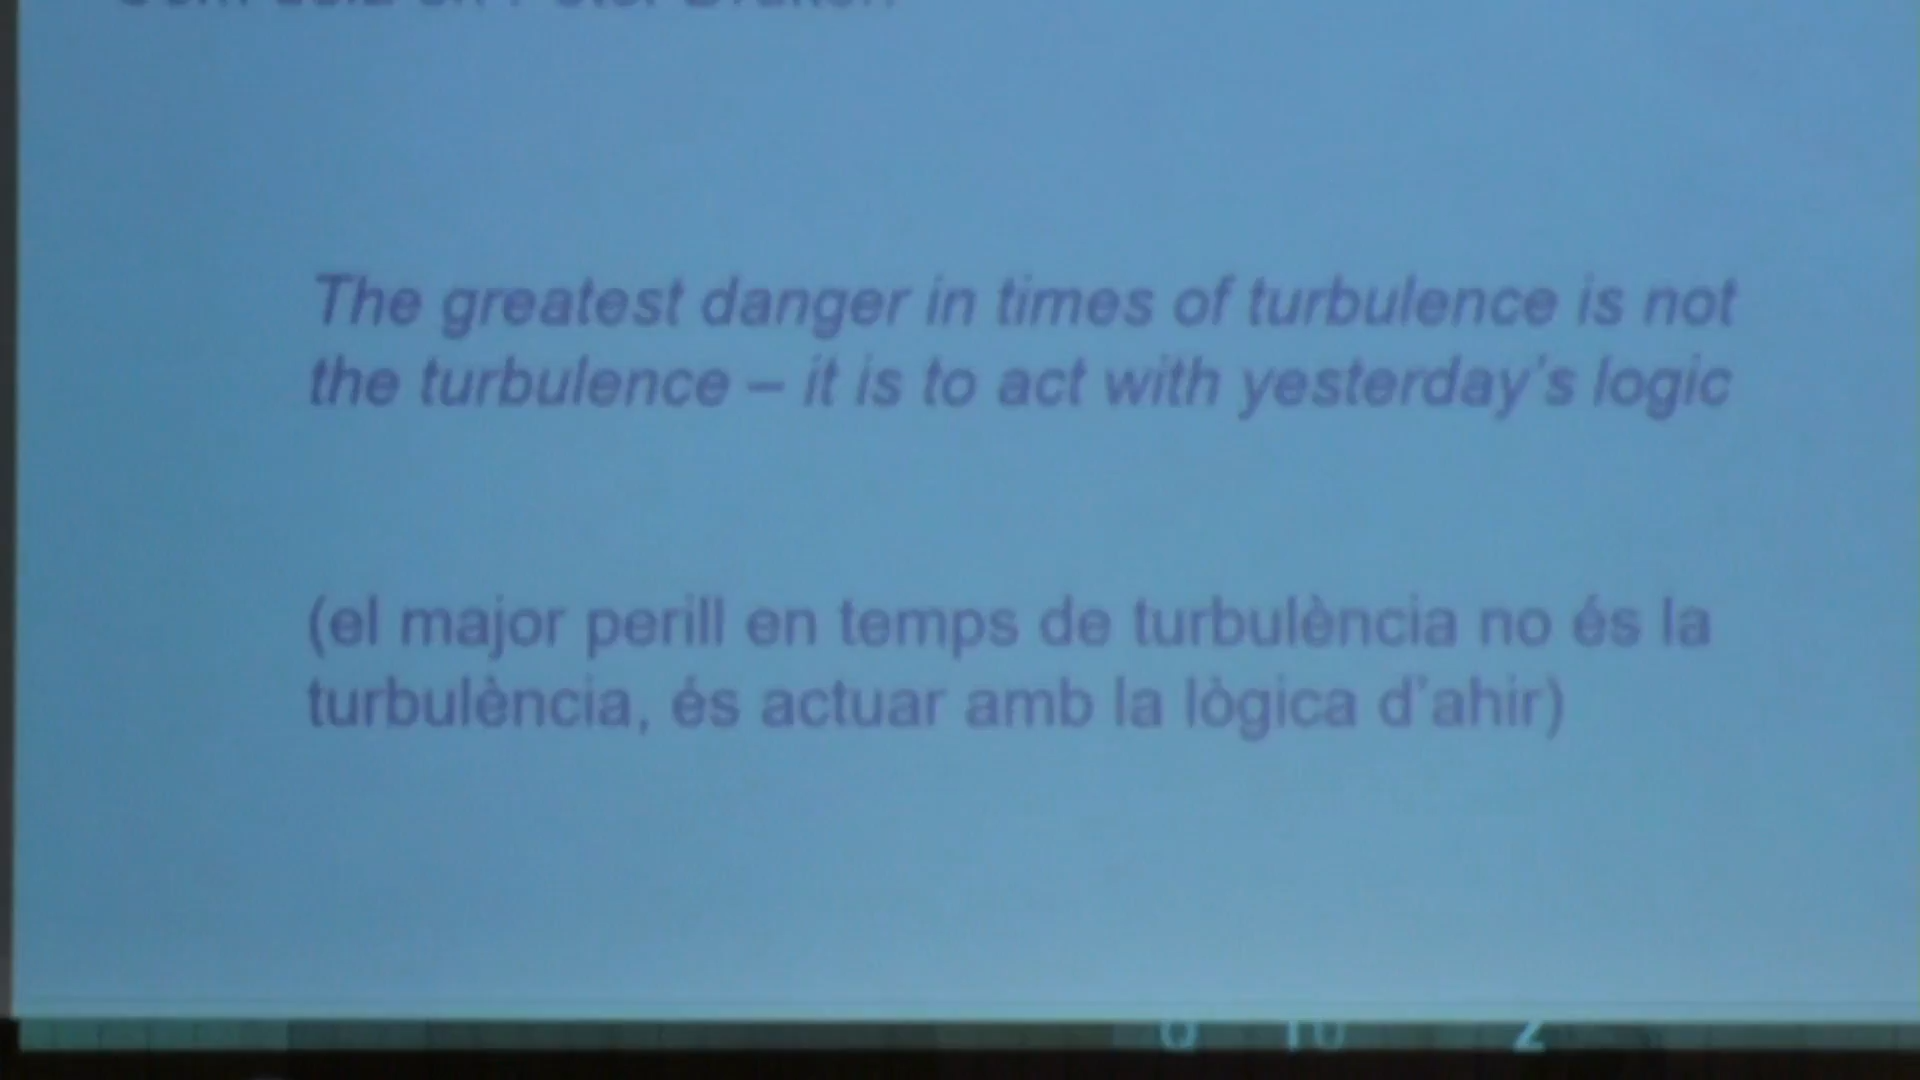 The greatest danger in times of turbulence is not
the turbulence – it is to act with yesterday's logic
(el major perill en temps de turbulència no és la
turbulència, és actuar amb la lògica d'ahir)